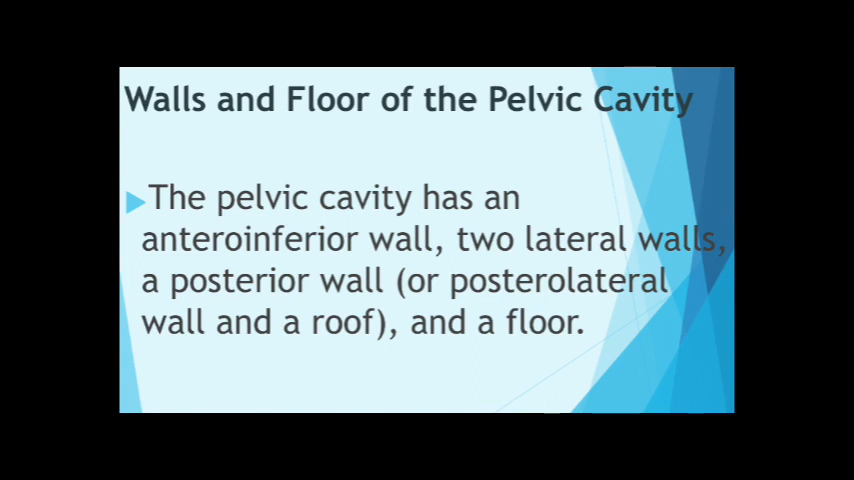 Walls and Floor of the Pelvic Cavity
The pelvic cavity has an
anteroinferior wall, two lateral walls,
a posterior wall (or posterolateral
wall and a roof), and a floor.